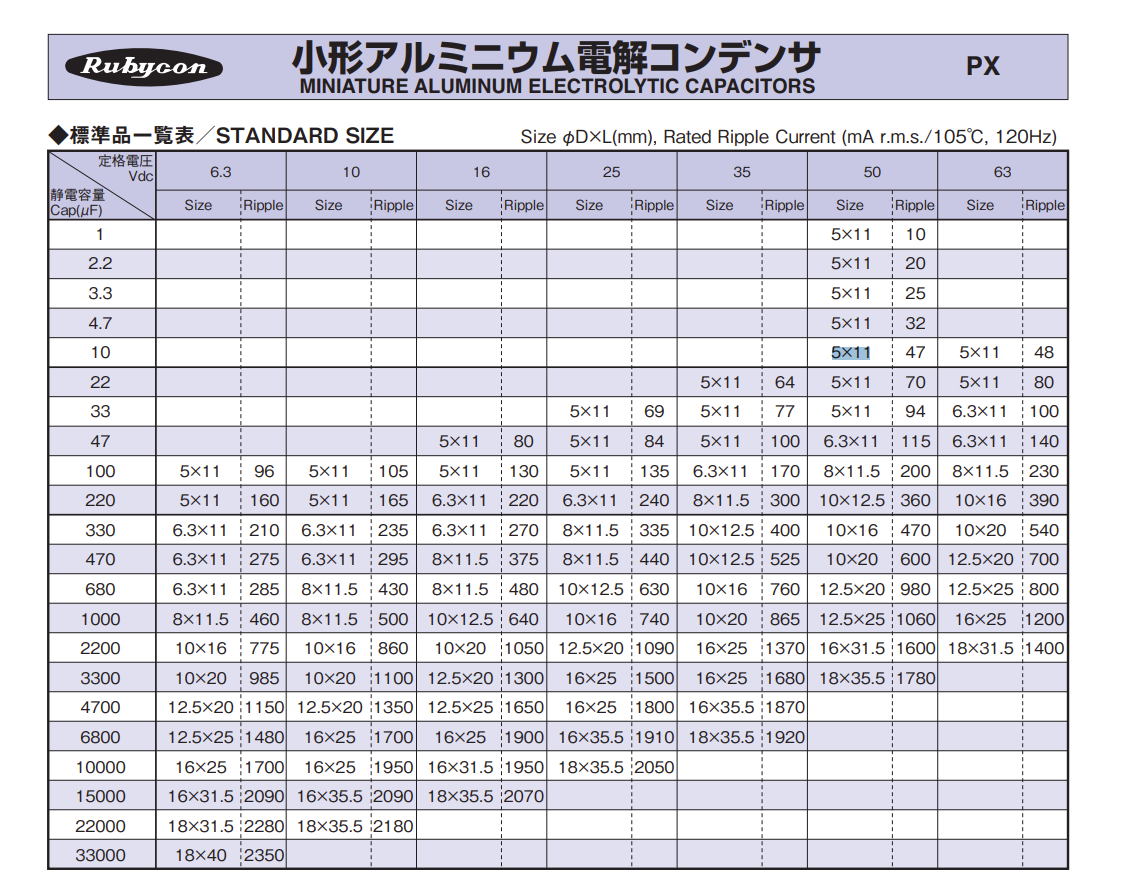 Rubycon
小形アルミニウム電解コンデンサ
MINIATURE ALUMINUM ELECTROLYTIC CAPACITORS
PX
◆標準品一覧表／STANDARD SIZE
Size φD×L(mm), Rated Ripple Current (mA r.m.s./105℃, 120Hz)
定格電圧
Vdc
静電容量
Cap(μF)
6.3 10 16 25 35 50 63
Size Ripple Size Ripple Size Ripple Size Ripple Size Ripple Size Ripple Size Ripple
1 5×11 10
2.2 5×11 20
3.3 5×11 25
4.7 5×11 32
10 5×11 47 5×11 48
22 5×11 64 5×11 70 5×11 80
33 5×11 69 5×11 77 5×11 94 6.3×11 100
47 5×11 80 5×11 84 5×11 100 6.3×11 115 6.3×11 140
100 5×11 96 5×11 105 5×11 130 5×11 135 6.3×11 170 8×11.5 200 8×11.5 230
220 5×11 160 5×11 165 6.3×11 220 6.3×11 240 8×11.5 300 10×12.5 360 10×16 390
330 6.3×11 210 6.3×11 235 6.3×11 270 8×11.5 335 10×12.5 400 10×16 470 10×20 540
470 6.3×11 275 6.3×11 295 8×11.5 375 8×11.5 440 10×12.5 525 10×20 600 12.5×20 700
680 6.3×11 285 8×11.5 430 8×11.5 480 10×12.5 630 10×16 760 12.5×20 980 12.5×25 800
1000 8×11.5 460 8×11.5 500 10×12.5 640 10×16 740 10×20 865 12.5×25 1060 16×25 1200
2200 10×16 775 10×16 860 10×20 1050 12.5×20 1090 16×25 1370 16×31.5 1600 18×31.5 1400
3300 10×20 985 10×20 1100 12.5×20 1300 16×25 1500 16×25 1680 18×35.5 1780
4700 12.5×20 1150 12.5×20 1350 12.5×25 1650 16×25 1800 16×35.5 1870
6800 12.5×25 1480 16×25 1700 16×25 1900 16×35.5 1910 18×35.5 1920
10000 16×25 1700 16×25 1950 16×31.5 1950 18×35.5 2050
15000 16×31.5 2090 16×35.5 2090 18×35.5 2070
22000 18×31.5 2280 18×35.5 2180
33000 18×40 2350